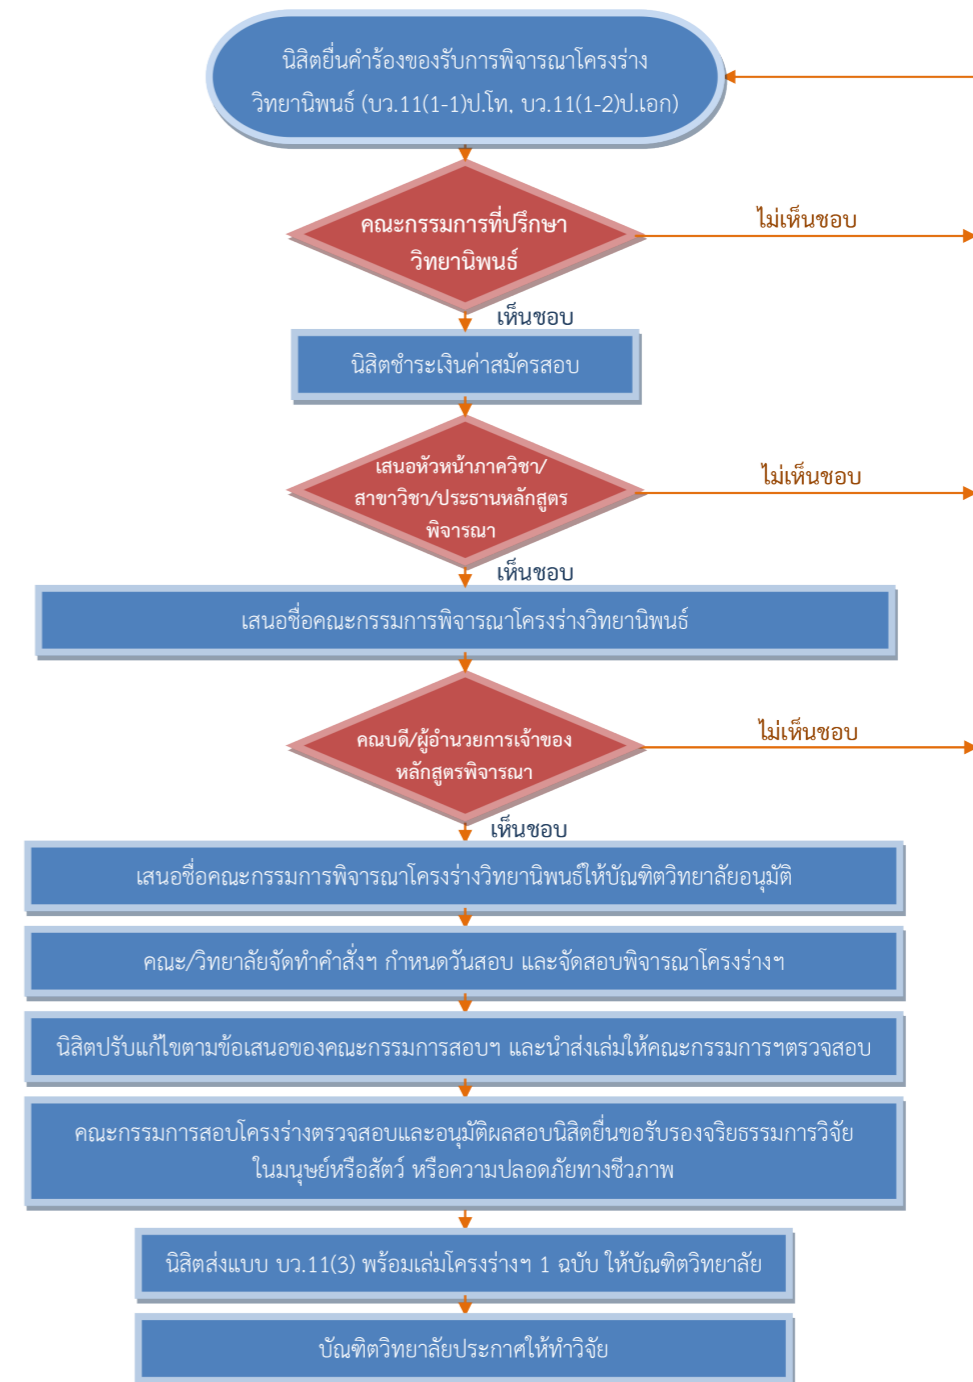 นิสิตยื่นคำร้องของรับการพิจารณาโครงร่าง
วิทยานิพนธ์ (บว.11(1-1)ป.โท, บว.11(1-2)ป.เอก)
คณะกรรมการที่ปรึกษา
วิทยานิพนธ์
ไม่เห็นชอบ
เห็นชอบ
นิสิตชำระเงินค่าสมัครสอบ
เสนอหัวหน้าภาควิชา/
สาขาวิชา/ประธานหลักสูตร
พิจารณา
ไม่เห็นชอบ
เห็นชอบ
เสนอชื่อคณะกรรมการพิจารณาโครงร่างวิทยานิพนธ์
คณบดี/ผู้อำนวยการเจ้าของ
หลักสูตรพิจารณา
ไม่เห็นชอบ
เห็นชอบ
เสนอชื่อคณะกรรมการพิจารณาโครงร่างวิทยานิพนธ์ให้บัณฑิตวิทยาลัยอนุมัติ
คณะ/วิทยาลัยจัดทำคำสั่งฯ กำหนดวันสอบ และจัดสอบพิจารณาโครงร่างฯ
นิสิตปรับแก้ไขตามข้อเสนอของคณะกรรมการสอบฯ และนำส่งเล่มให้คณะกรรมการฯตรวจสอบ
คณะกรรมการสอบโครงร่างตรวจสอบและอนุมัติผลสอบนิสิตยื่นขอรับรองจริยธรรมการวิจัย
ในมนุษย์หรือสัตว์ หรือความปลอดภัยทางชีวภาพ
นิสิตส่งแบบ บว.11(3) พร้อมเล่มโครงร่างฯ 1 ฉบับ ให้บัณฑิตวิทยาลัย
บัณฑิตวิทยาลัยประกาศให้ทำวิจัย